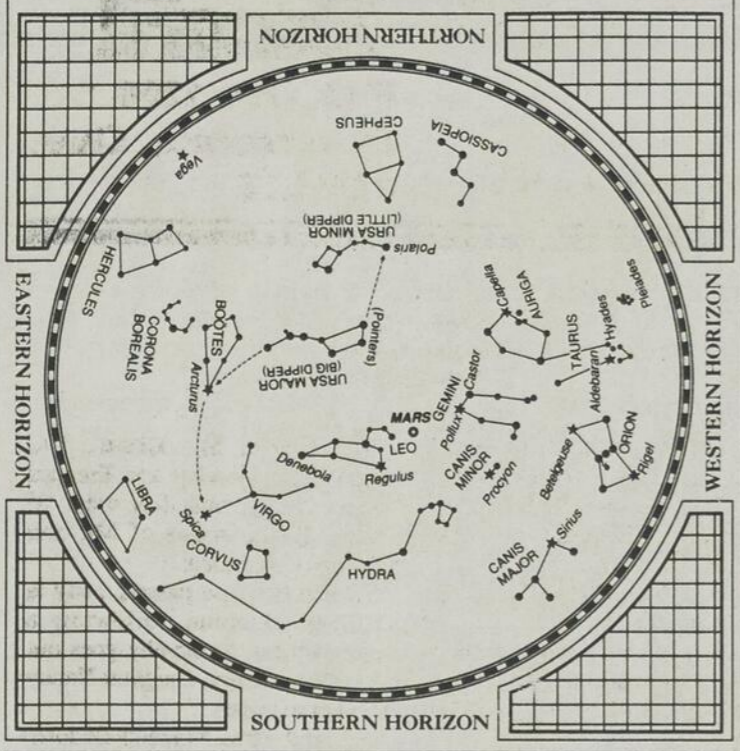 NORTHERN HORIZON
CEPHEUS
CASSIOPEIA
Vega
URSA MINOR
(LITTLE DIPPER)
Polaris
HERCULES
EASTERN HORIZON
WESTERN HORIZON
CORONA
BOREALIS
BOÖTES
Arcturus
URSA MAJOR
(BIG DIPPER)
(Pointers)
Capella
AURIGA
Pleiades
Hyades
TAURUS
Aldebaran
Castor
GEMINI
Pollux
MARS
LEO
Denebola
Regulus
CANIS
MINOR
Procyon
Betelgeuse
ORION
Rigel
LIBRA
Spica
VIRGO
CORVUS
HYDRA
CANIS
MAJOR
Sirius
SOUTHERN HORIZON